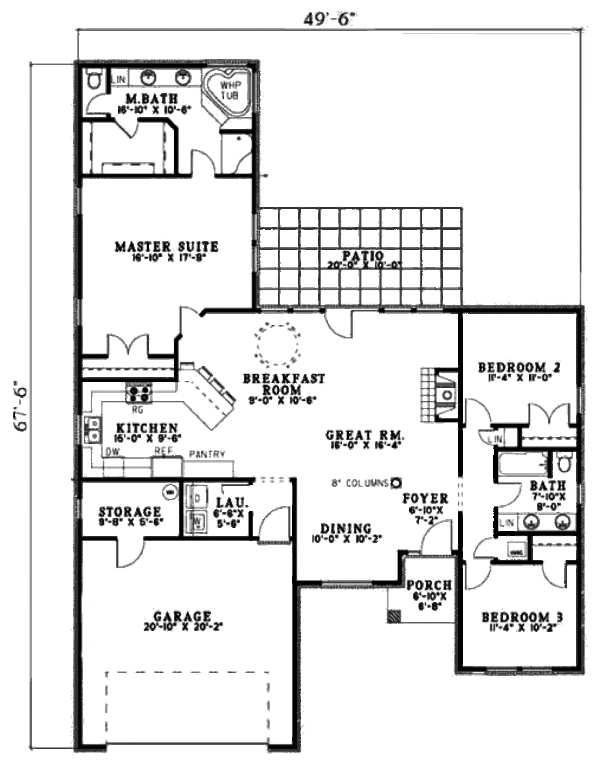 49'-6"
67'-6"
LIN
WHP
TUB
M.BATH
16'-10" X 10'-6"
MASTER SUITE
16'-10" X 17'-8"
PATIO
20'-0" X 10'-0"
BREAKFAST
ROOM
9'-0" X 10'-6"
BEDROOM 2
11'-4" X 11'-0"
RG
KITCHEN
15'-0" X 9'-6"
DW
REF
PANTRY
GREAT RM.
16'-0" X 16'-4"
LIN
8" COLUMNS
FOYER
6'-10"X
7'-2"
BATH
7'-10"X
8'-0"
LIN
STORAGE
9'-8" X 5'-6"
D
W
LAU.
6'-8"X
5'-6"
DINING
10'-0" X 10'-2"
PORCH
6'-10"X
6'-8"
GARAGE
20'-10" X 20'-2"
BEDROOM 3
11'-4" X 10'-2"